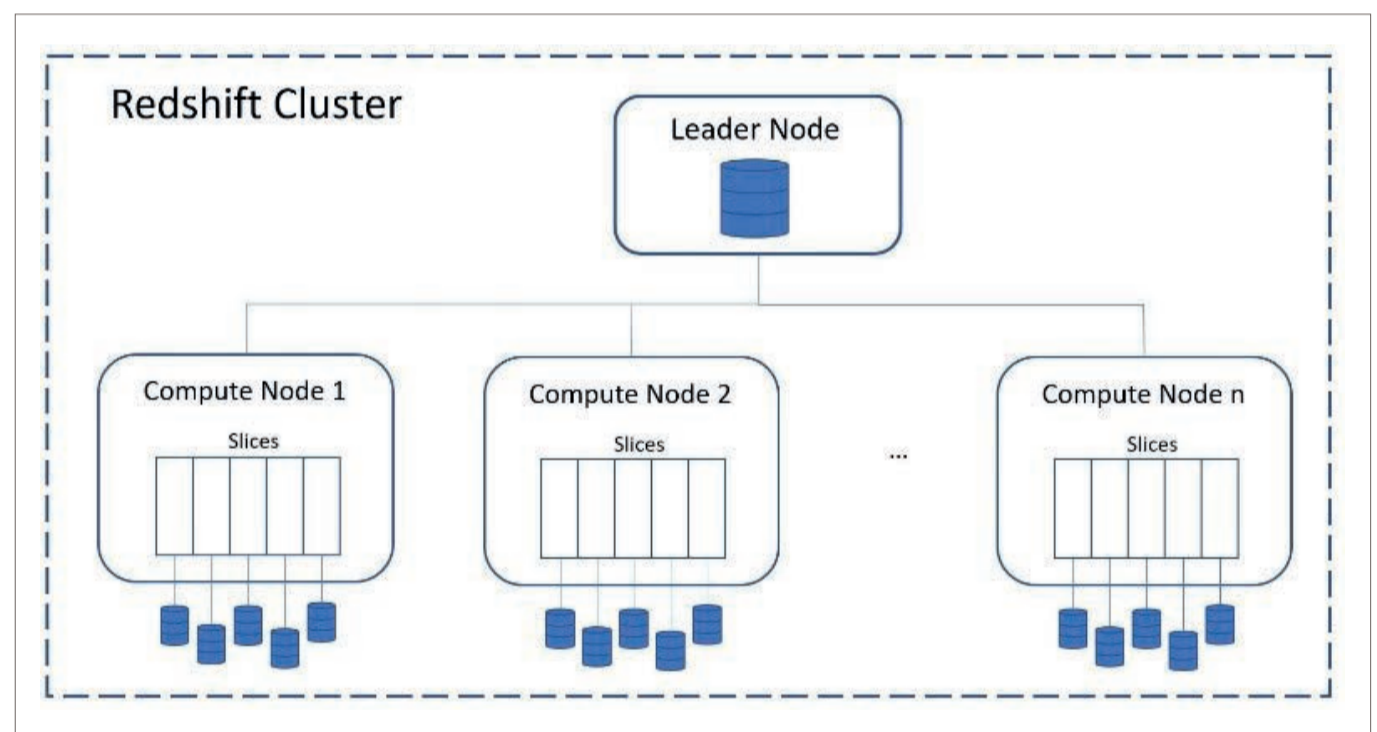 Redshift Cluster
Leader Node
Compute Node 1
Slices
Compute Node 2
Slices
...
Compute Node n
Slices